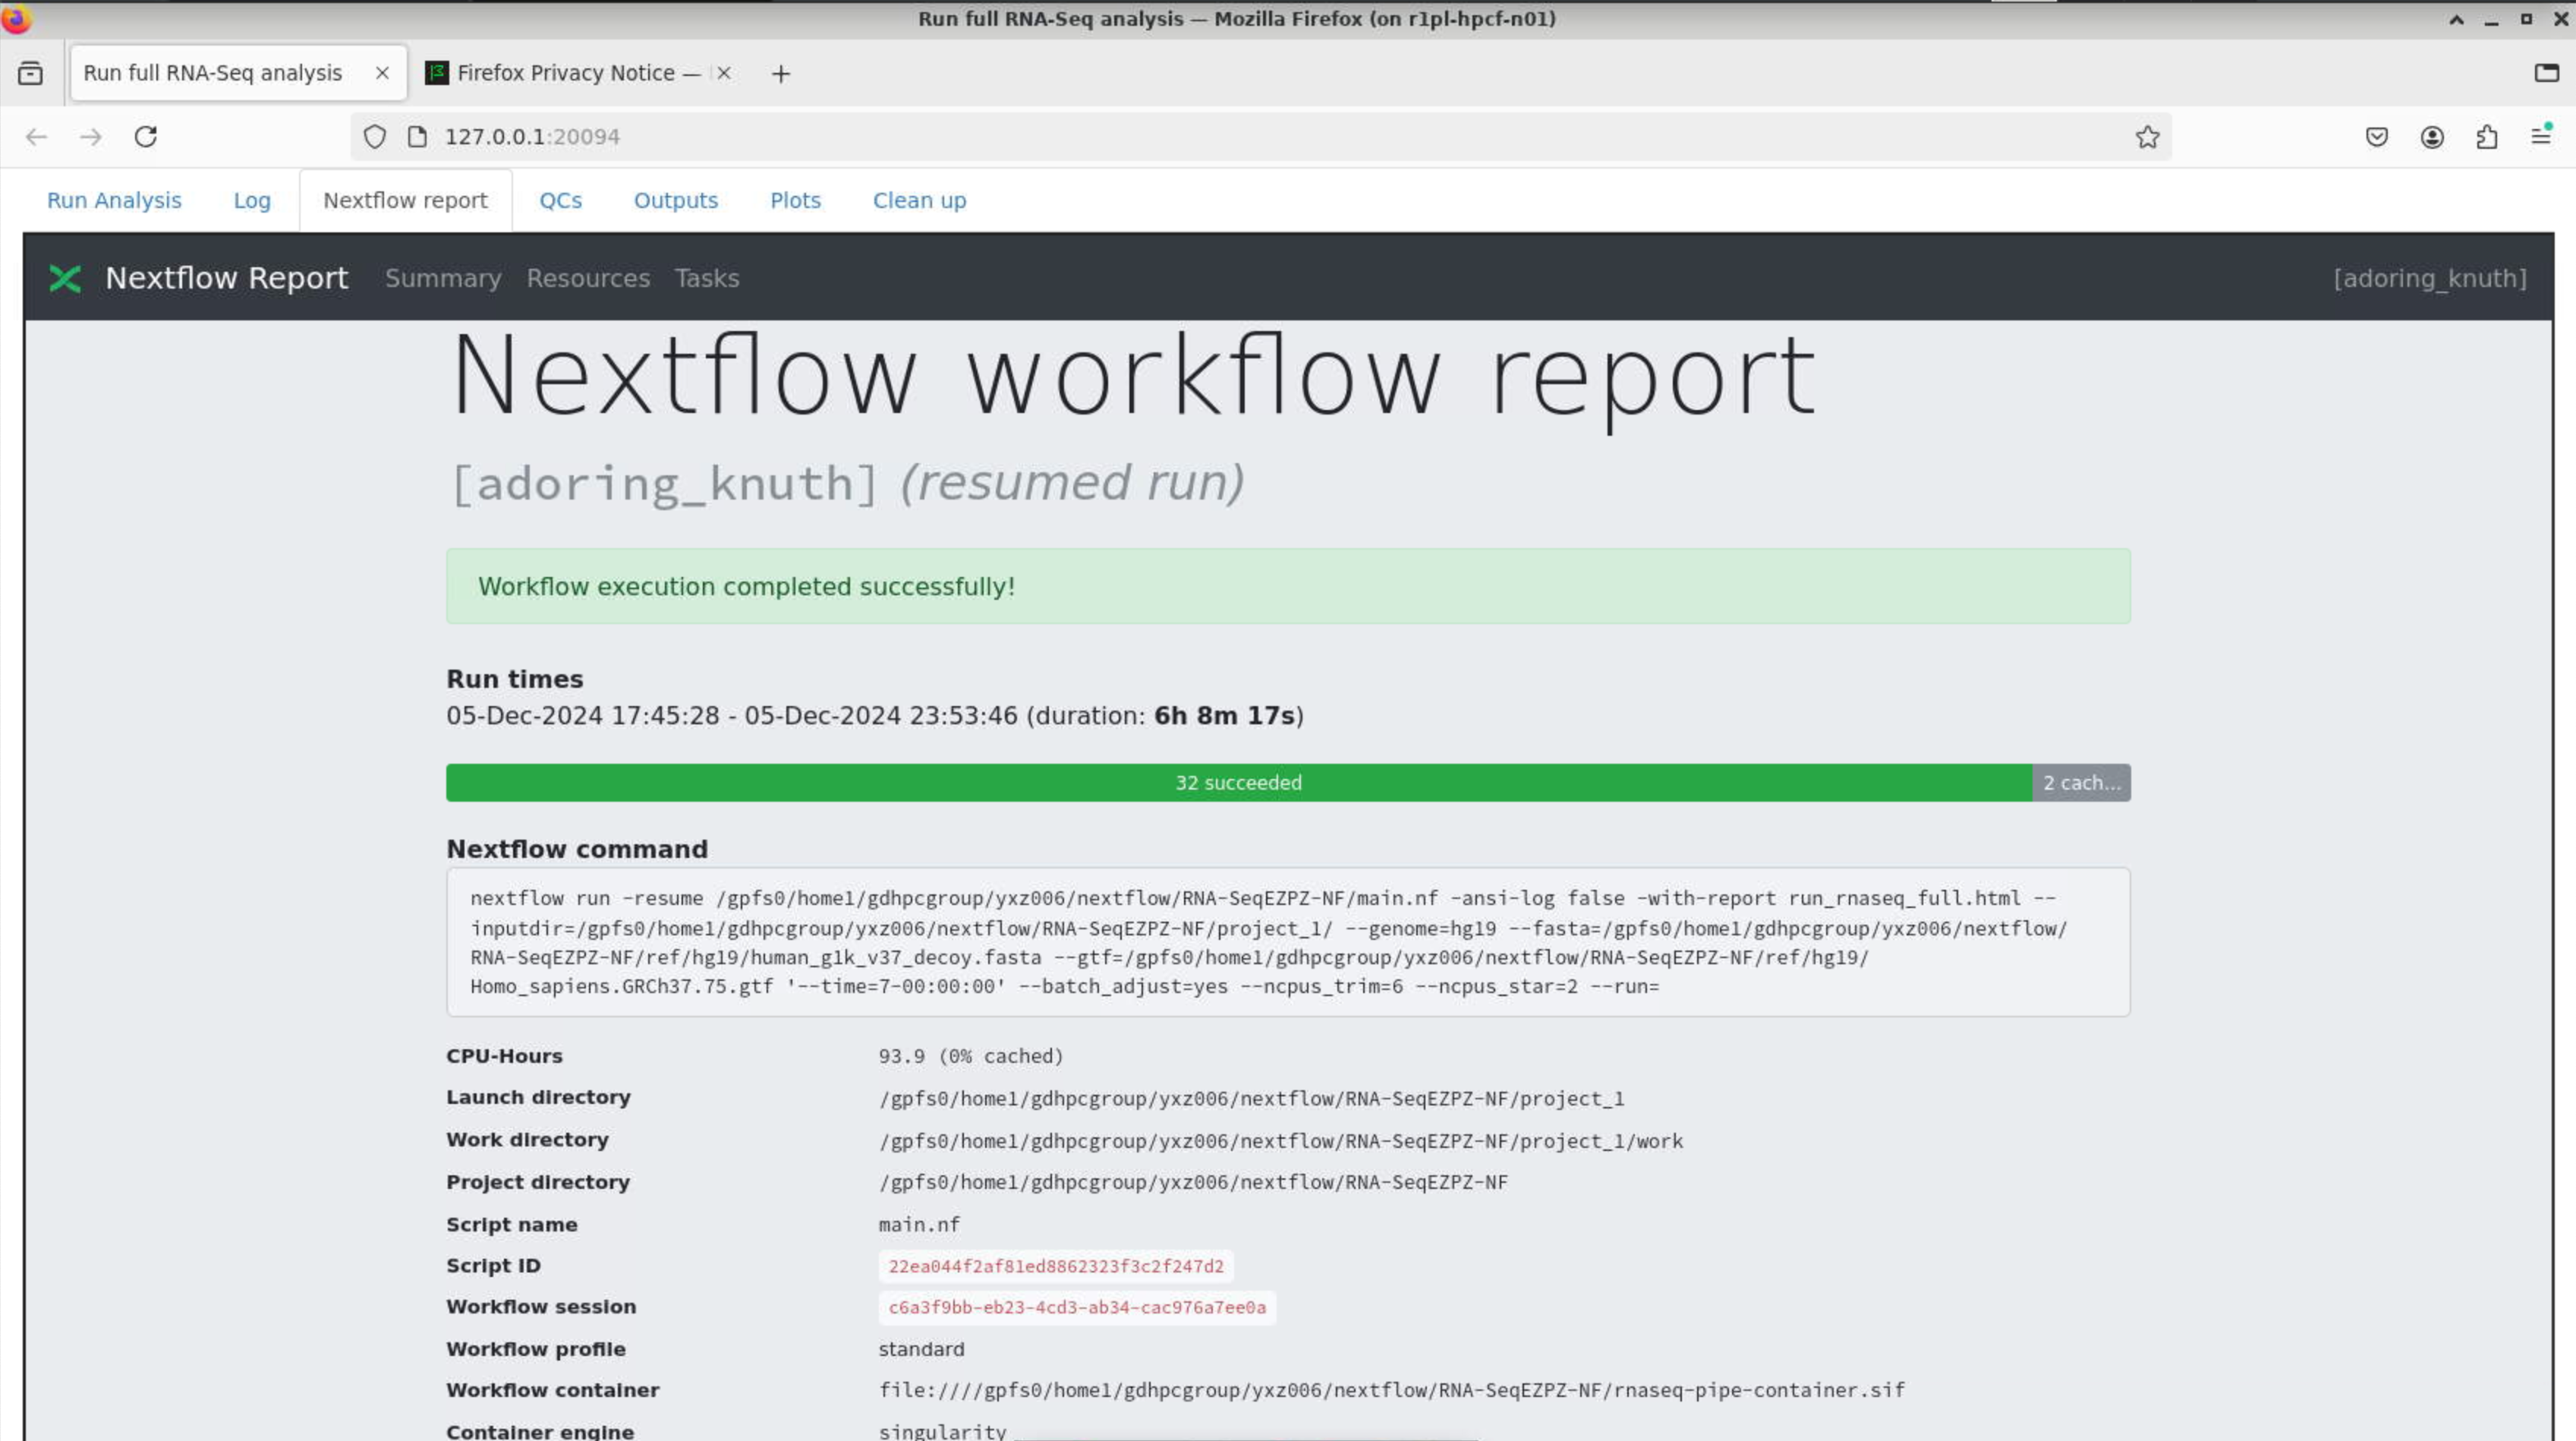 Run full RNA-Seq analysis — Mozilla Firefox (on r1pl-hpcf-n01)
Run full RNA-Seq analysis
Firefox Privacy Notice —
127.0.0.1:20094
Run Analysis Log Nextflow report QCs Outputs Plots Clean up
Nextflow Report Summary Resources Tasks [adoring_knuth]
Nextflow workflow report
[adoring_knuth] (resumed run)
Workflow execution completed successfully!
Run times
05-Dec-2024 17:45:28 - 05-Dec-2024 23:53:46 (duration: 6h 8m 17s)
32 succeeded 2 cach...
Nextflow command
nextflow run -resume /gpfs0/home1/gdhpcgroup/yxz006/nextflow/RNA-SeqEZPZ-NF/main.nf -ansi-log false -with-report run_rnaseq_full.html --
inputdir=/gpfs0/home1/gdhpcgroup/yxz006/nextflow/RNA-SeqEZPZ-NF/project_1/ --genome=hg19 --fasta=/gpfs0/home1/gdhpcgroup/yxz006/nextflow/
RNA-SeqEZPZ-NF/ref/hg19/human_g1k_v37_decoy.fasta --gtf=/gpfs0/home1/gdhpcgroup/yxz006/nextflow/RNA-SeqEZPZ-NF/ref/hg19/
Homo_sapiens.GRCh37.75.gtf '--time=7-00:00:00' --batch_adjust=yes --ncpus_trim=6 --ncpus_star=2 --run=
CPU-Hours 93.9 (0% cached)
Launch directory /gpfs0/home1/gdhpcgroup/yxz006/nextflow/RNA-SeqEZPZ-NF/project_1
Work directory /gpfs0/home1/gdhpcgroup/yxz006/nextflow/RNA-SeqEZPZ-NF/project_1/work
Project directory /gpfs0/home1/gdhpcgroup/yxz006/nextflow/RNA-SeqEZPZ-NF
Script name main.nf
Script ID 22ea044f2af81ed8862323f3c2f247d2
Workflow session c6a3f9bb-eb23-4cd3-ab34-cac976a7ee0a
Workflow profile standard
Workflow container file:////gpfs0/home1/gdhpcgroup/yxz006/nextflow/RNA-SeqEZPZ-NF/rnaseq-pipe-container.sif
Container engine singularity